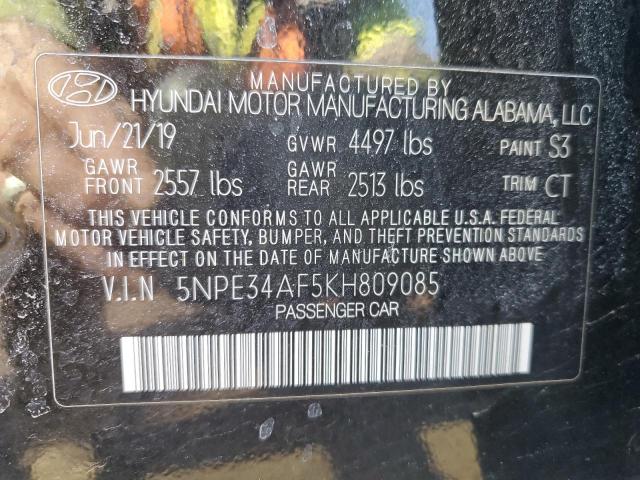 MANUFACTURED BY
HYUNDAI MOTOR MANUFACTURING ALABAMA, LLC
Jun/21/19 GVWR 4497 lbs PAINT S3
GAWR FRONT 2557 lbs GAWR REAR 2513 lbs TRIM CT
THIS VEHICLE CONFORMS TO ALL APPLICABLE U.S.A. FEDERAL
MOTOR VEHICLE SAFETY, BUMPER, AND THEFT PREVENTION STANDARDS
IN EFFECT ON THE DATE OF MANUFACTURE SHOWN ABOVE.
V.I.N 5NPE34AF5KH809085
PASSENGER CAR